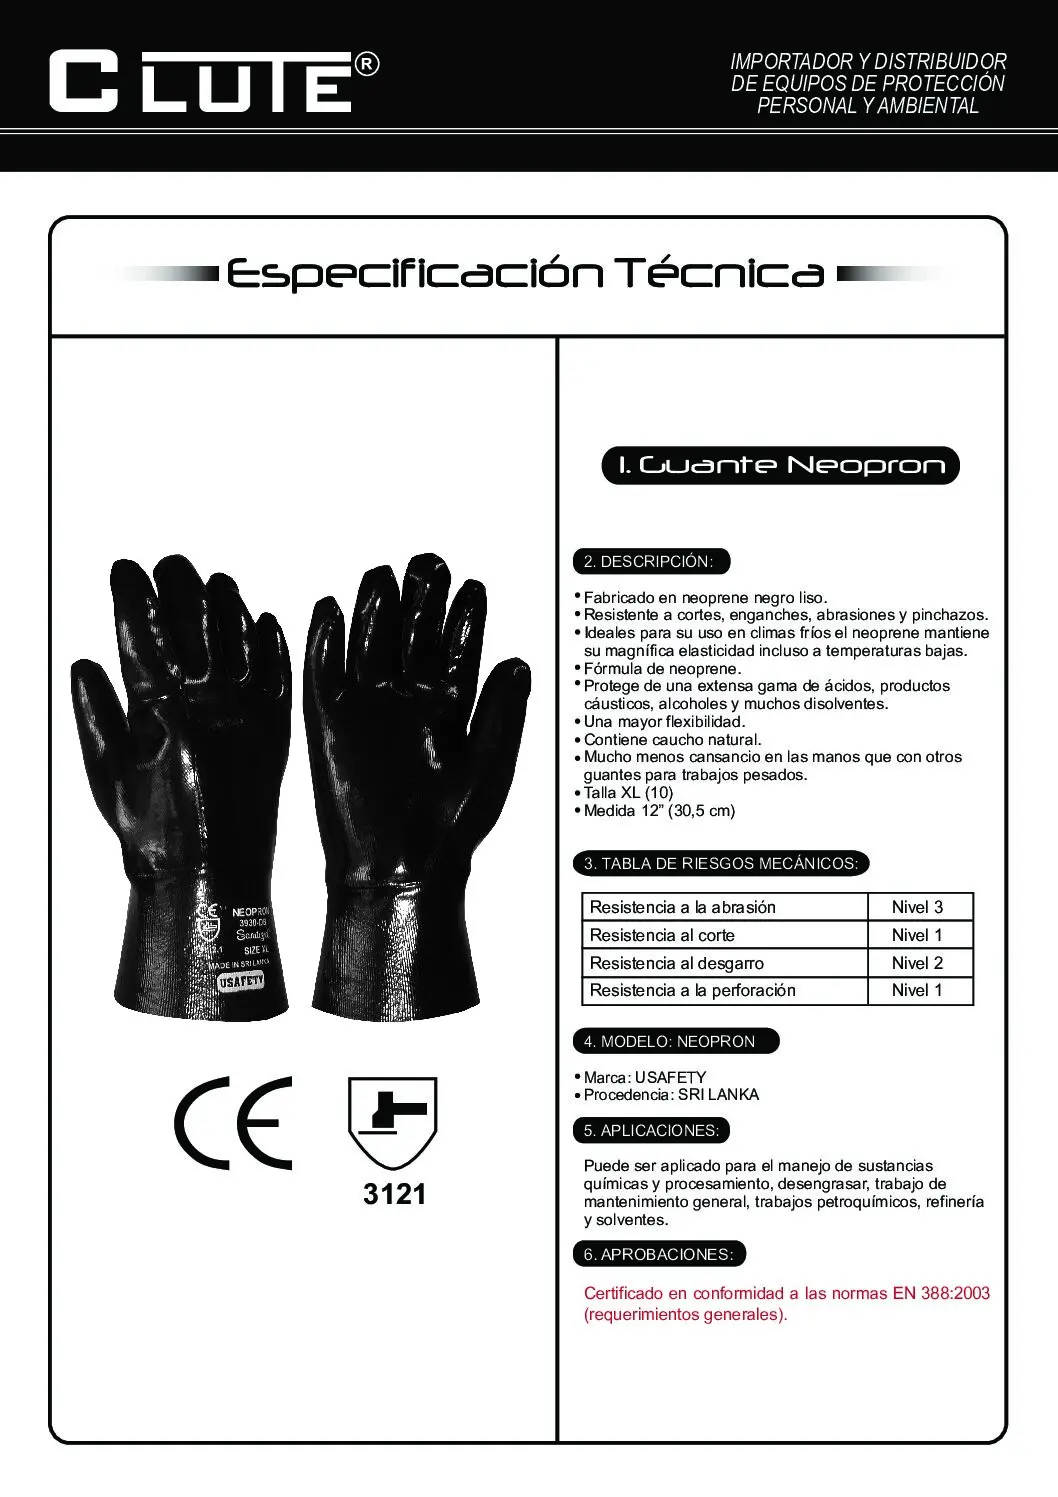 CLUTE®
IMPORTADOR Y DISTRIBUIDOR
DE EQUIPOS DE PROTECCIÓN
PERSONAL Y AMBIENTAL
Especificación Técnica
1. Guante Neopron
2. DESCRIPCIÓN:
• Fabricado en neoprene negro liso.
• Resistente a cortes, enganches, abrasiones y pinchazos.
• Ideales para su uso en climas fríos el neoprene mantiene
su magnífica elasticidad incluso a temperaturas bajas.
• Fórmula de neoprene.
• Protege de una extensa gama de ácidos, productos
cáusticos, alcoholes y muchos disolventes.
• Una mayor flexibilidad.
• Contiene caucho natural.
• Mucho menos cansancio en las manos que con otros
guantes para trabajos pesados.
• Talla XL (10)
• Medida 12” (30,5 cm)
3. TABLA DE RIESGOS MECÁNICOS:
Resistencia a la abrasión Nivel 3
Resistencia al corte Nivel 1
Resistencia al desgarro Nivel 2
Resistencia a la perforación Nivel 1
4. MODELO: NEOPRON
• Marca: USAFETY
• Procedencia: SRI LANKA
5. APLICACIONES:
Puede ser aplicado para el manejo de sustancias
químicas y procesamiento, desengrasar, trabajo de
mantenimiento general, trabajos petroquímicos, refinería
y solventes.
6. APROBACIONES:
Certificado en conformidad a las normas EN 388:2003
(requerimientos generales).
CE
NEOPRON
Sanitized
SIZE XL
MADE IN SRI LANKA
USAFETY
CE
3121